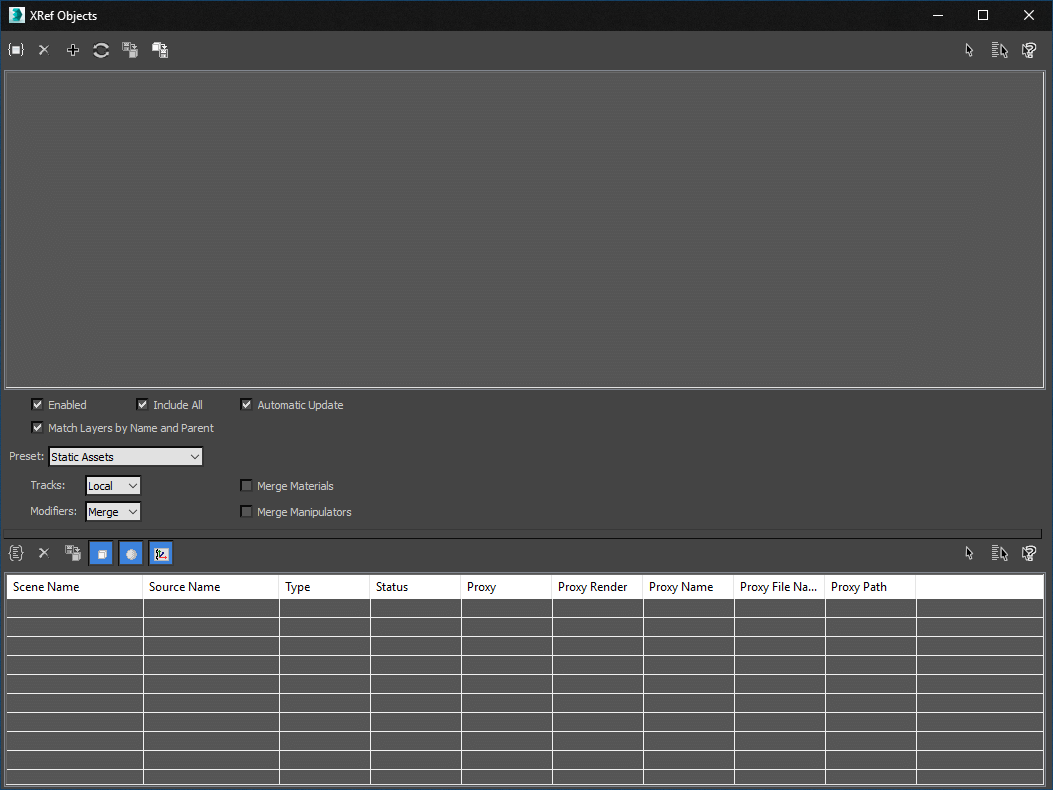 XRef Objects
Enabled Include All Automatic Update
Match Layers by Name and Parent
Preset: Static Assets
Tracks: Local Merge Materials
Modifiers: Merge Merge Manipulators
Scene Name Source Name Type Status Proxy Proxy Render Proxy Name Proxy File Na... Proxy Path